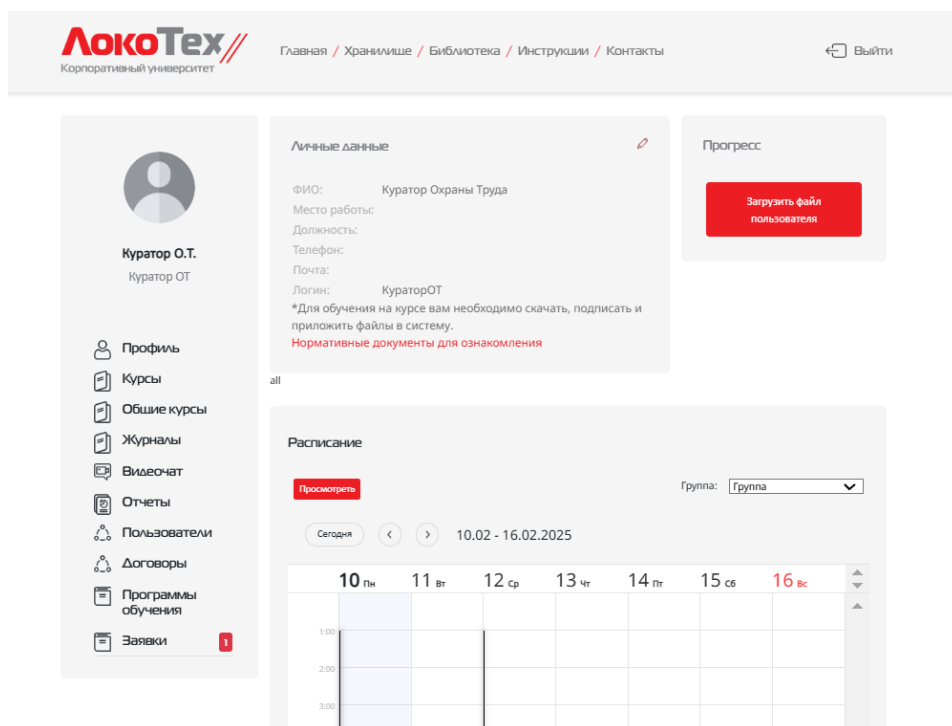 ЛокоТех
Корпоративный университет
Главная / Хранилище / Библиотека / Инструкции / Контакты
Выйти
Куратор О.Т.
Куратор ОТ
Профиль
Курсы
Общие курсы
Журналы
Видеочат
Отчеты
Пользователи
Договоры
Программы
обучения
Заявки 1
Личные данные
ФИО: Куратор Охраны Труда
Место работы:
Должность:
Телефон:
Почта:
Логин: КураторОТ
*Для обучения на курсе вам необходимо скачать, подписать и
приложить файлы в систему.
Нормативные документы для ознакомления
Прогресс
Загрузить файл
пользователя
all
Расписание
Просмотреть
Группа: Группа
Сегодня 10.02 - 16.02.2025
10 Пн 11 Вт 12 Ср 13 Чт 14 Пт 15 Сб 16 Вс
1:00
2:00
3:00